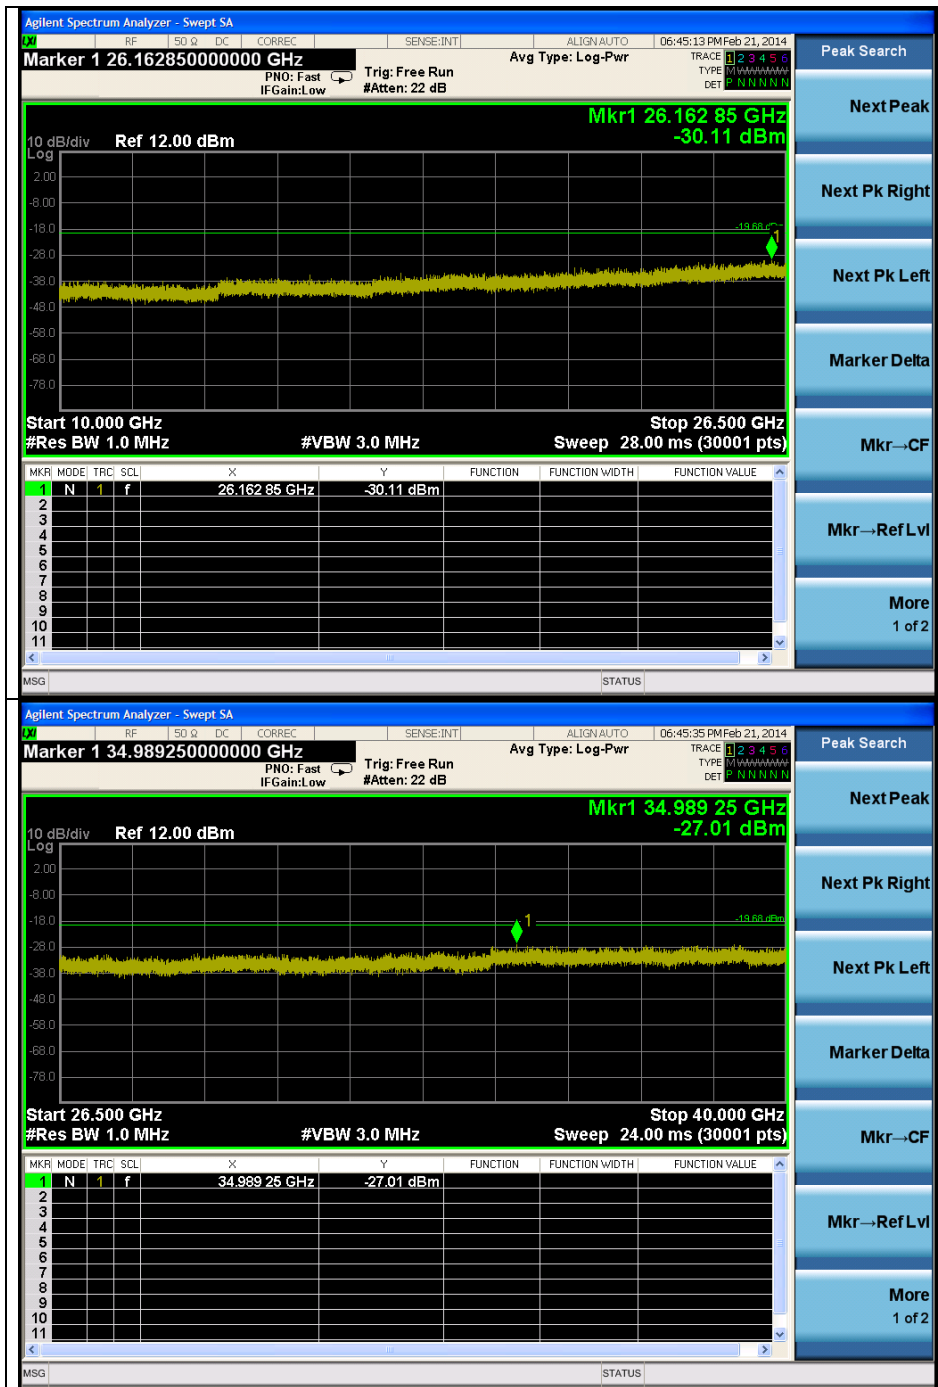 Agilent Spectrum Analyzer - Swept SA
LXI RF 50 Ω DC CORREC SENSE:INT ALIGN AUTO 06:45:13 PM Feb 21, 2014
Marker 1 26.162850000000 GHz
PNO: Fast
IFGain:Low
Trig: Free Run
#Atten: 22 dB
Avg Type: Log-Pwr
TRACE 1 2 3 4 5 6
TYPE M WWWWW
DET P N N N N N
Peak Search
Next Peak
Next Pk Right
Next Pk Left
Marker Delta
Mkr→CF
Mkr→Ref Lvl
More
1 of 2
Mkr1 26.162 85 GHz
-30.11 dBm
10 dB/div Ref 12.00 dBm
Log
2.00
-8.00
-18.0
-19.68 dBm
1
-28.0
-38.0
-48.0
-58.0
-68.0
-78.0
Start 10.000 GHz Stop 26.500 GHz
#Res BW 1.0 MHz #VBW 3.0 MHz Sweep 28.00 ms (30001 pts)
MKR MODE TRC SCL X Y FUNCTION FUNCTION WIDTH FUNCTION VALUE
1 N 1 f 26.162 85 GHz -30.11 dBm
2
3
4
5
6
7
8
9
10
11
MSG STATUS
Agilent Spectrum Analyzer - Swept SA
LXI RF 50 Ω DC CORREC SENSE:INT ALIGN AUTO 06:45:35 PM Feb 21, 2014
Marker 1 34.989250000000 GHz
PNO: Fast
IFGain:Low
Trig: Free Run
#Atten: 22 dB
Avg Type: Log-Pwr
TRACE 1 2 3 4 5 6
TYPE M WWWWW
DET P N N N N N
Peak Search
Next Peak
Next Pk Right
Next Pk Left
Marker Delta
Mkr→CF
Mkr→Ref Lvl
More
1 of 2
Mkr1 34.989 25 GHz
-27.01 dBm
10 dB/div Ref 12.00 dBm
Log
2.00
-8.00
-18.0
-19.68 dBm
1
-28.0
-38.0
-48.0
-58.0
-68.0
-78.0
Start 26.500 GHz Stop 40.000 GHz
#Res BW 1.0 MHz #VBW 3.0 MHz Sweep 24.00 ms (30001 pts)
MKR MODE TRC SCL X Y FUNCTION FUNCTION WIDTH FUNCTION VALUE
1 N 1 f 34.989 25 GHz -27.01 dBm
2
3
4
5
6
7
8
9
10
11
MSG STATUS